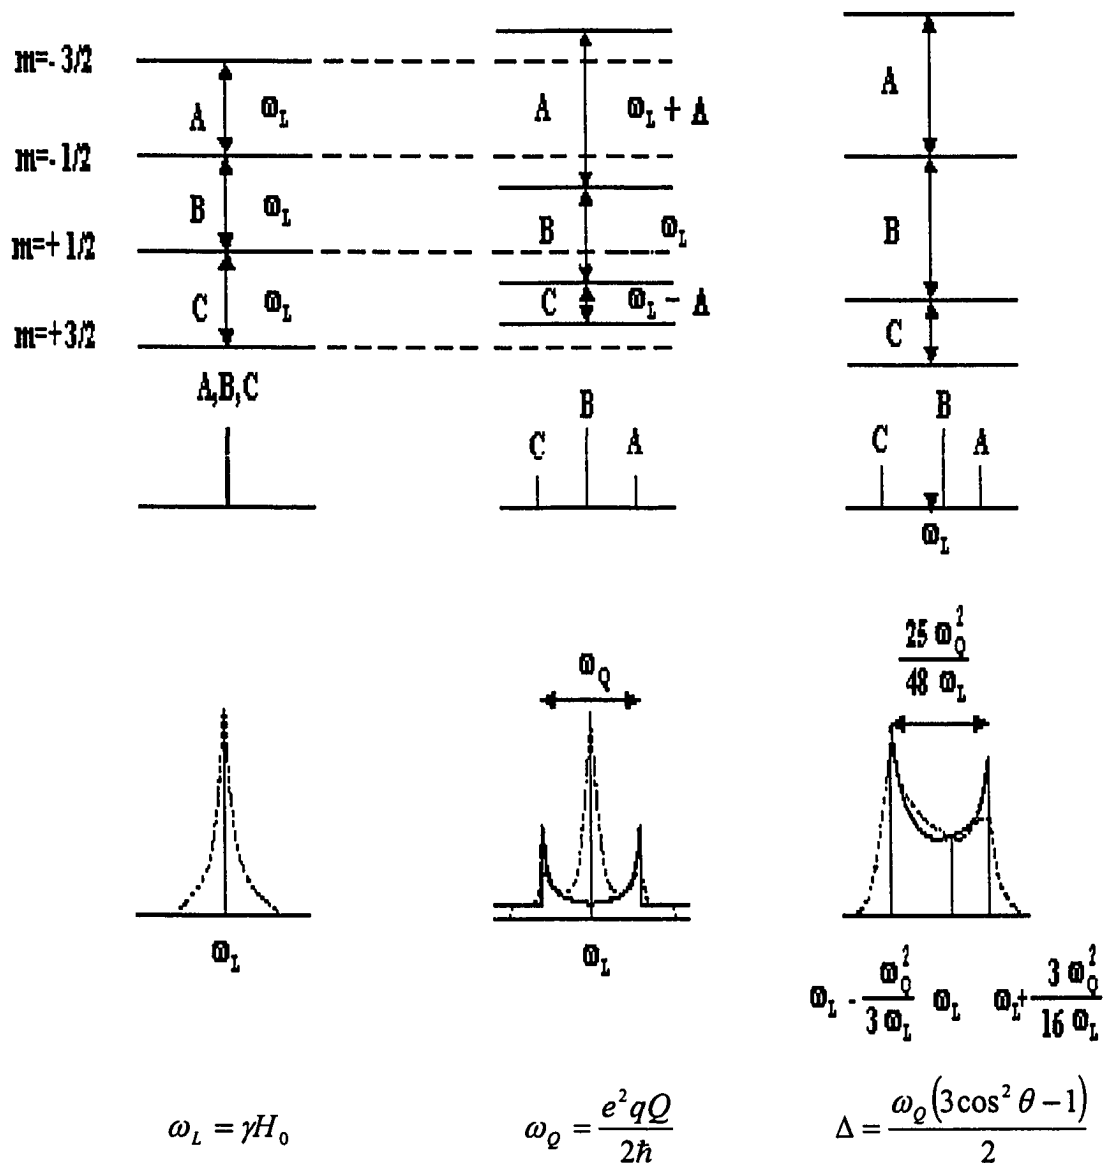 m=- 3/2
m=- 1/2
m=+ 1/2
m=+ 3/2
A ω_L
B ω_L
C ω_L
A ω_L + A
B ω_L
C ω_L - A
A
B
C
A,B,C
C B A
C B A
ω_L
ω_Q
25 ω_Q^2
48 ω_L
ω_L
ω_L
ω_L - ω_Q^2 / 3 ω_L ω_L ω_L + 3 ω_Q^2 / 16 ω_L
ω_L = γH_0
ω_Q = e^2 qQ / 2ħ
Δ = ω_Q(3cos^2 θ - 1) / 2